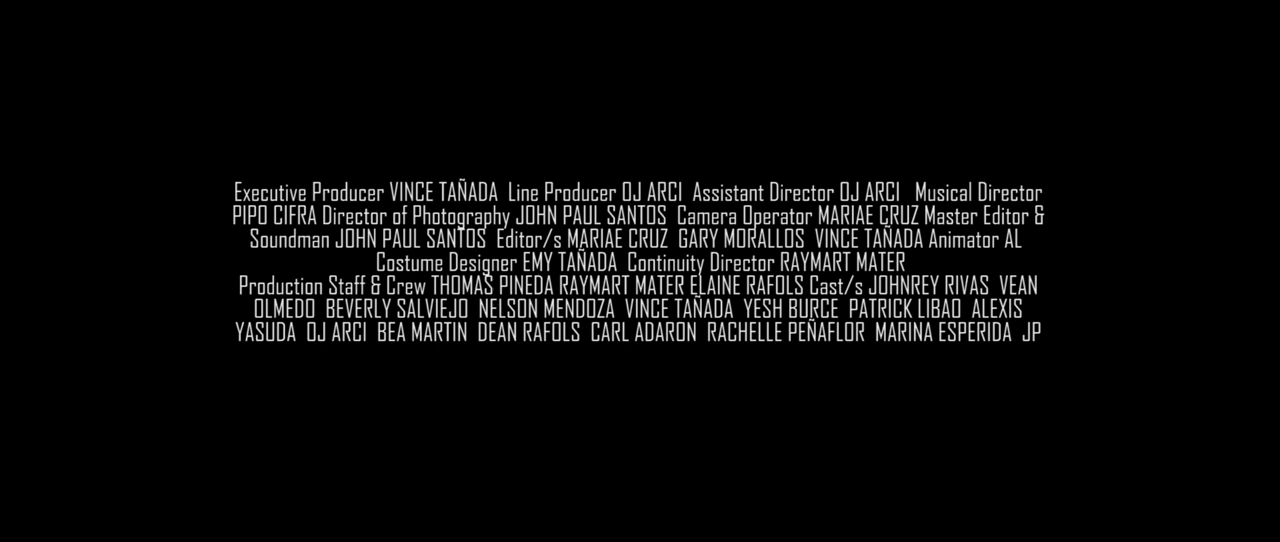 Executive Producer VINCE TAÑADA Line Producer OJ ARCI Assistant Director OJ ARCI Musical Director
PIPO CIFRA Director of Photography JOHN PAUL SANTOS Camera Operator MARIAE CRUZ Master Editor &
Soundman JOHN PAUL SANTOS Editor/s MARIAE CRUZ GARY MORALLOS VINCE TAÑADA Animator AL
Costume Designer EMY TAÑADA Continuity Director RAYMART MATER
Production Staff & Crew THOMAS PINEDA RAYMART MATER ELAINE RAFOLS Cast/s JOHNREY RIVAS VEAN
OLMEDO BEVERLY SALVIEJO NELSON MENDOZA VINCE TAÑADA YESH BURCE PATRICK LIBAO ALEXIS
YASUDA OJ ARCI BEA MARTIN DEAN RAFOLS CARL ADARON RACHELLE PEÑAFLOR MARINA ESPERIDA JP